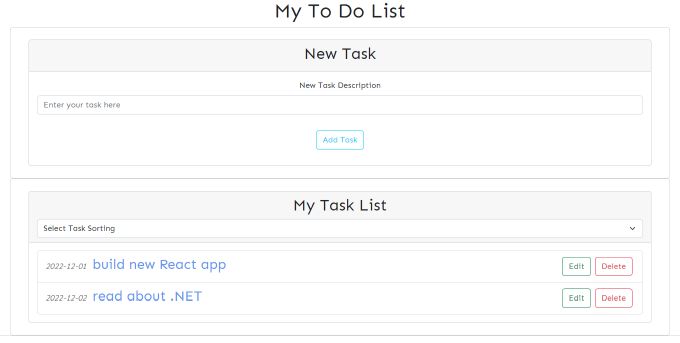 My To Do List
New Task
New Task Description
Enter your task here
Add Task
My Task List
Select Task Sorting
2022-12-01 build new React app Edit Delete
2022-12-02 read about .NET Edit Delete